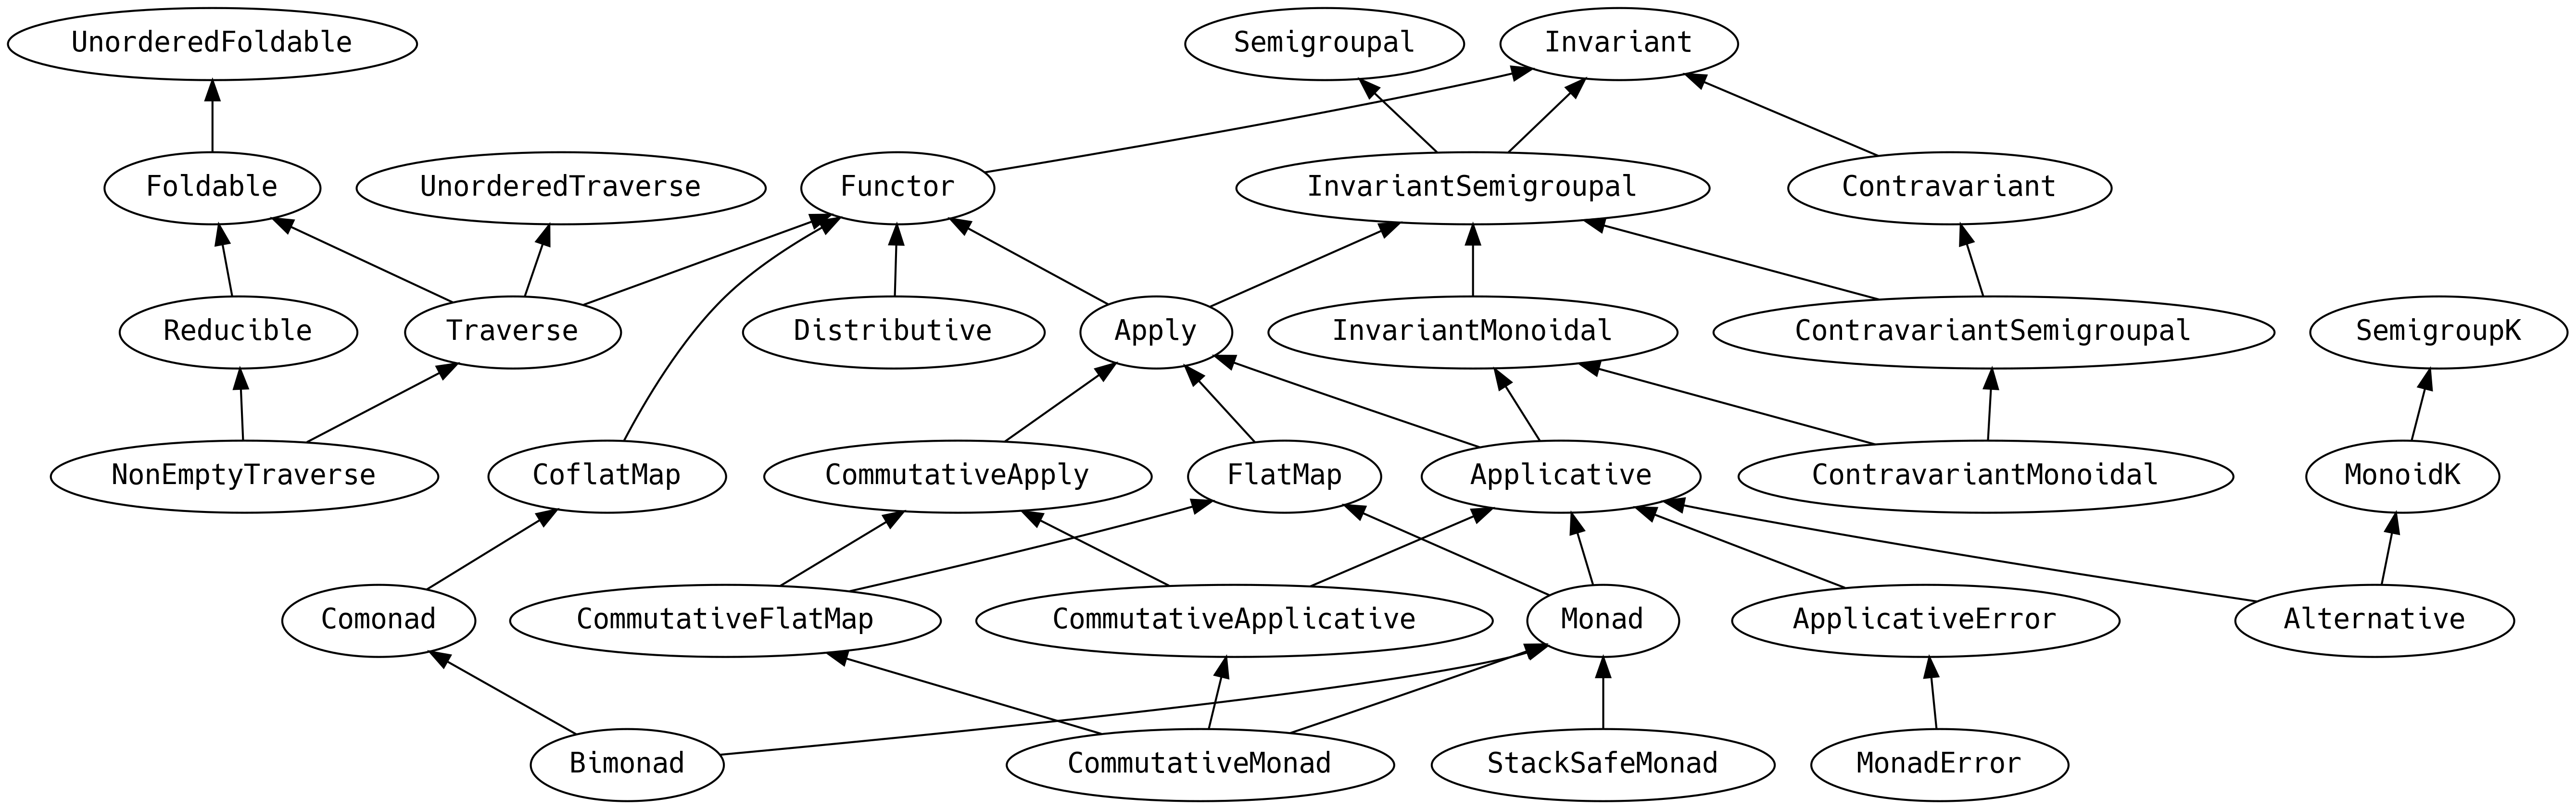 UnorderedFoldable
Semigroupal
Invariant
Foldable
UnorderedTraverse
Functor
InvariantSemigroupal
Contravariant
Reducible
Traverse
Distributive
Apply
InvariantMonoidal
ContravariantSemigroupal
SemigroupK
NonEmptyTraverse
CoflatMap
CommutativeApply
FlatMap
Applicative
ContravariantMonoidal
MonoidK
Comonad
CommutativeFlatMap
CommutativeApplicative
Monad
ApplicativeError
Alternative
Bimonad
CommutativeMonad
StackSafeMonad
MonadError